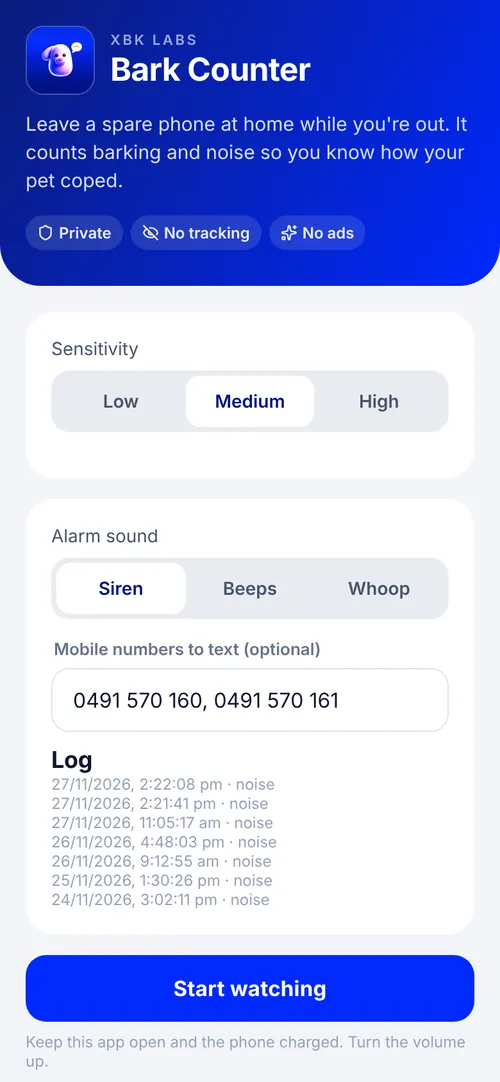 XBK LABS
Bark Counter
Leave a spare phone at home while you're out. It
counts barking and noise so you know how your
pet coped.
Private
No tracking
No ads
Sensitivity
Low
Medium
High
Alarm sound
Siren
Beeps
Whoop
Mobile numbers to text (optional)
0491 570 160, 0491 570 161
Log
27/11/2026, 2:22:08 pm · noise
27/11/2026, 2:21:41 pm · noise
27/11/2026, 11:05:17 am · noise
26/11/2026, 4:48:03 pm · noise
26/11/2026, 9:12:55 am · noise
25/11/2026, 1:30:26 pm · noise
24/11/2026, 3:02:11 pm · noise
Start watching
Keep this app open and the phone charged. Turn the volume
up.